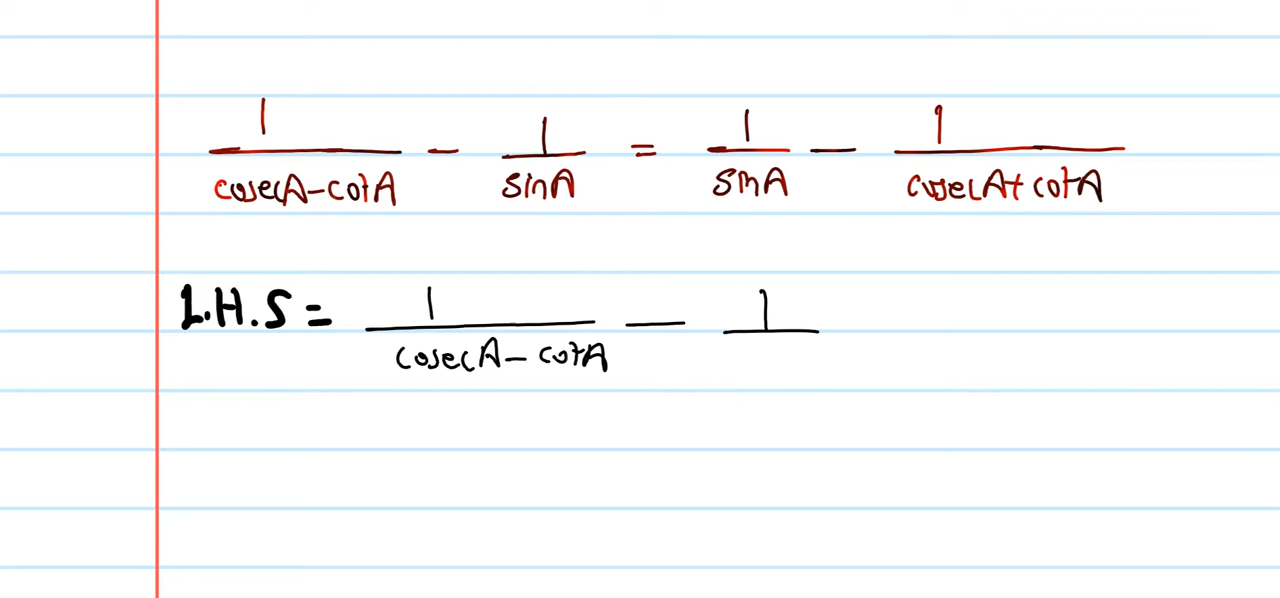 1/(cosecA-cotA) - 1/sinA = 1/sinA - 1/(cosecA+cotA)
L.H.S = 1/(cosecA-cotA) - 1/